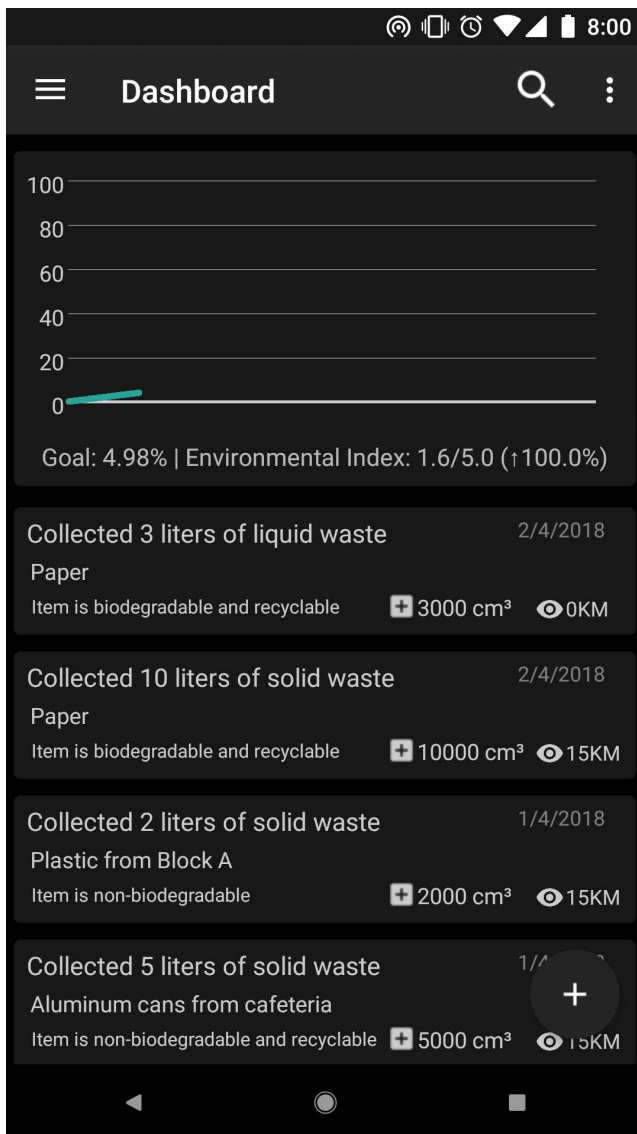 8:00
Dashboard
100
80
60
40
20
0
Goal: 4.98% | Environmental Index: 1.6/5.0 (↑100.0%)
Collected 3 liters of liquid waste 2/4/2018
Paper
Item is biodegradable and recyclable 3000 cm³ 0KM
Collected 10 liters of solid waste 2/4/2018
Paper
Item is biodegradable and recyclable 10000 cm³ 15KM
Collected 2 liters of solid waste 1/4/2018
Plastic from Block A
Item is non-biodegradable 2000 cm³ 15KM
Collected 5 liters of solid waste
Aluminum cans from cafeteria
Item is non-biodegradable and recyclable 5000 cm³ 15KM